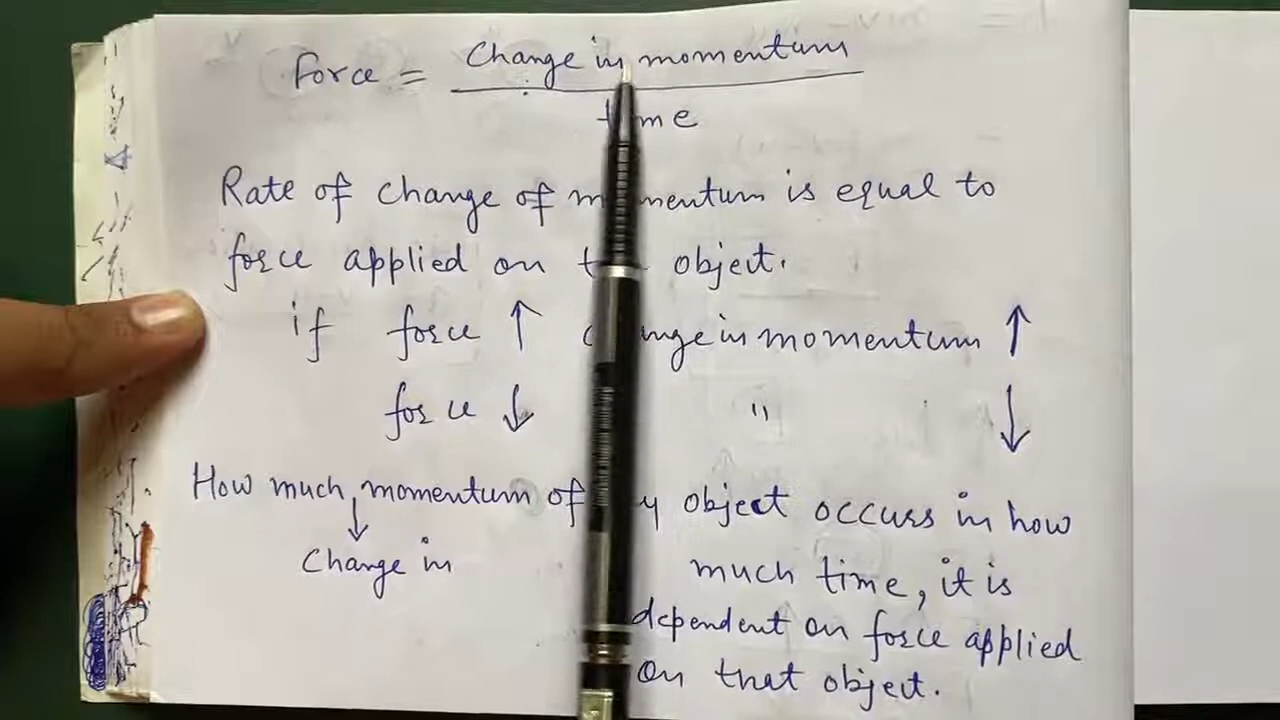 Force = Change in momentum
time
Rate of change of momentum is equal to
force applied on the object.
if force ↑ change in momentum ↑
force ↓ " ↓
How much momentum of any object occurs in how
↓
Change in much time, it is
dependent on force applied
on that object.